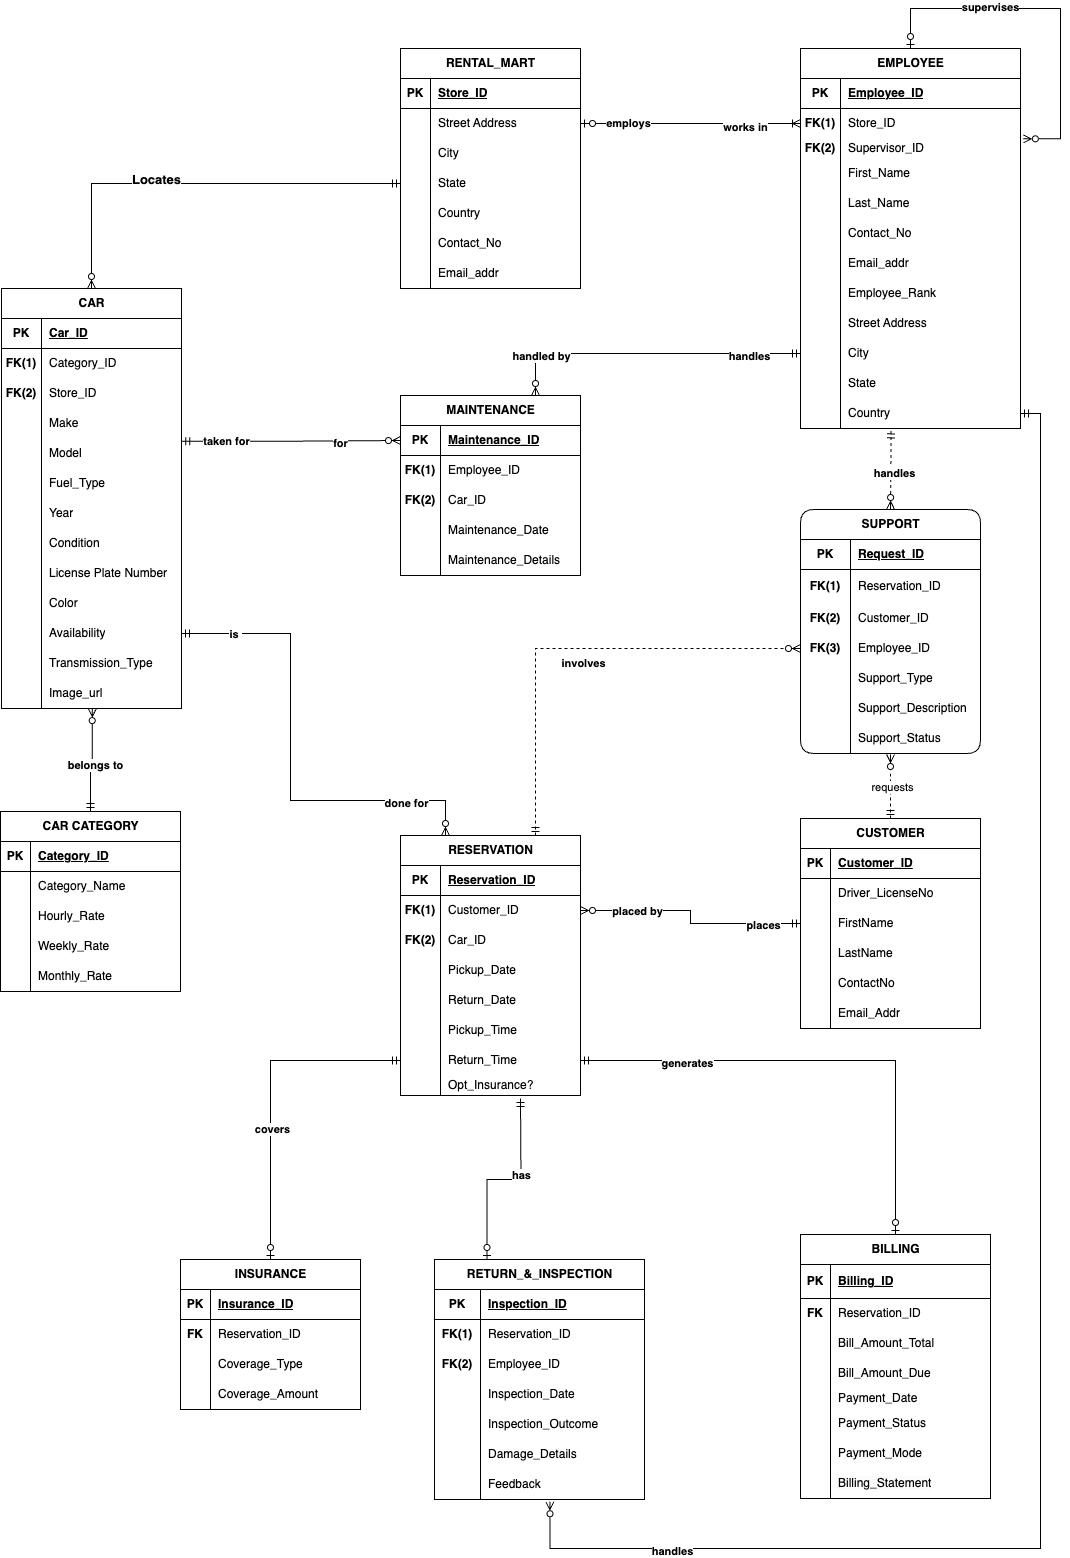 supervises
RENTAL_MART
PK Store_ID
Street Address
City
State
Country
Contact_No
Email_addr
EMPLOYEE
PK Employee_ID
FK(1) Store_ID
FK(2) Supervisor_ID
First_Name
Last_Name
Contact_No
Email_addr
Employee_Rank
Street Address
City
State
Country
employs
works in
Locates
CAR
PK Car_ID
FK(1) Category_ID
FK(2) Store_ID
Make
Model
Fuel_Type
Year
Condition
License Plate Number
Color
Availability
Transmission_Type
Image_url
handled by
handles
MAINTENANCE
PK Maintenance_ID
FK(1) Employee_ID
FK(2) Car_ID
Maintenance_Date
Maintenance_Details
taken for
for
handles
SUPPORT
PK Request_ID
FK(1) Reservation_ID
FK(2) Customer_ID
FK(3) Employee_ID
Support_Type
Support_Description
Support_Status
is
involves
belongs to
requests
done for
CAR CATEGORY
PK Category_ID
Category_Name
Hourly_Rate
Weekly_Rate
Monthly_Rate
RESERVATION
PK Reservation_ID
FK(1) Customer_ID
FK(2) Car_ID
Pickup_Date
Return_Date
Pickup_Time
Return_Time
Opt_Insurance?
CUSTOMER
PK Customer_ID
Driver_LicenseNo
FirstName
LastName
ContactNo
Email_Addr
placed by
places
generates
covers
has
INSURANCE
PK Insurance_ID
FK Reservation_ID
Coverage_Type
Coverage_Amount
RETURN_&_INSPECTION
PK Inspection_ID
FK(1) Reservation_ID
FK(2) Employee_ID
Inspection_Date
Inspection_Outcome
Damage_Details
Feedback
BILLING
PK Billing_ID
FK Reservation_ID
Bill_Amount_Total
Bill_Amount_Due
Payment_Date
Payment_Status
Payment_Mode
Billing_Statement
handles